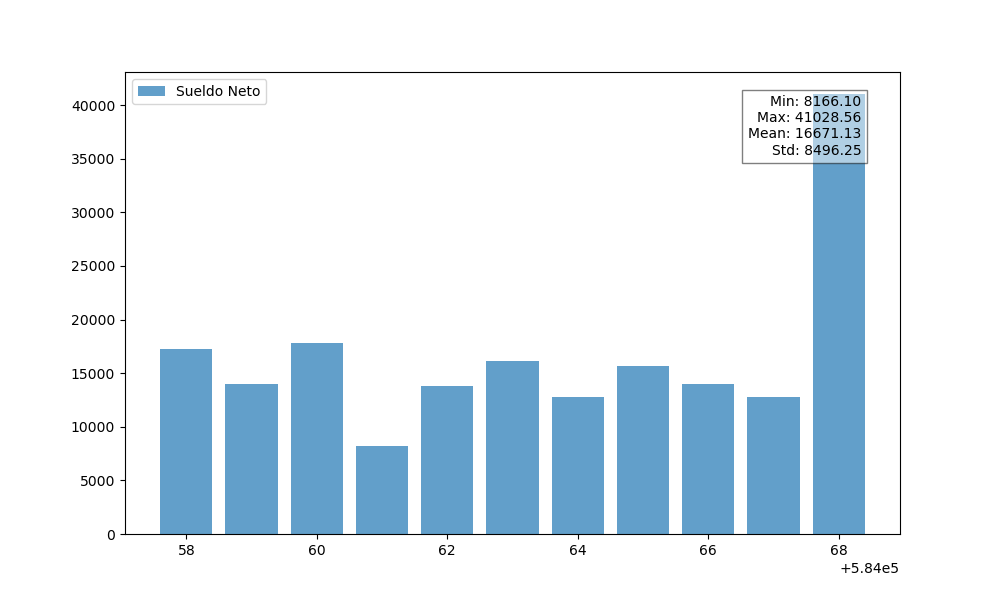 Sueldo Neto
Min: 8166.10
Max: 41028.56
Mean: 16671.13
Std: 8496.25
40000
35000
30000
25000
20000
15000
10000
5000
0
58 60 62 64 66 68
+5.84e5